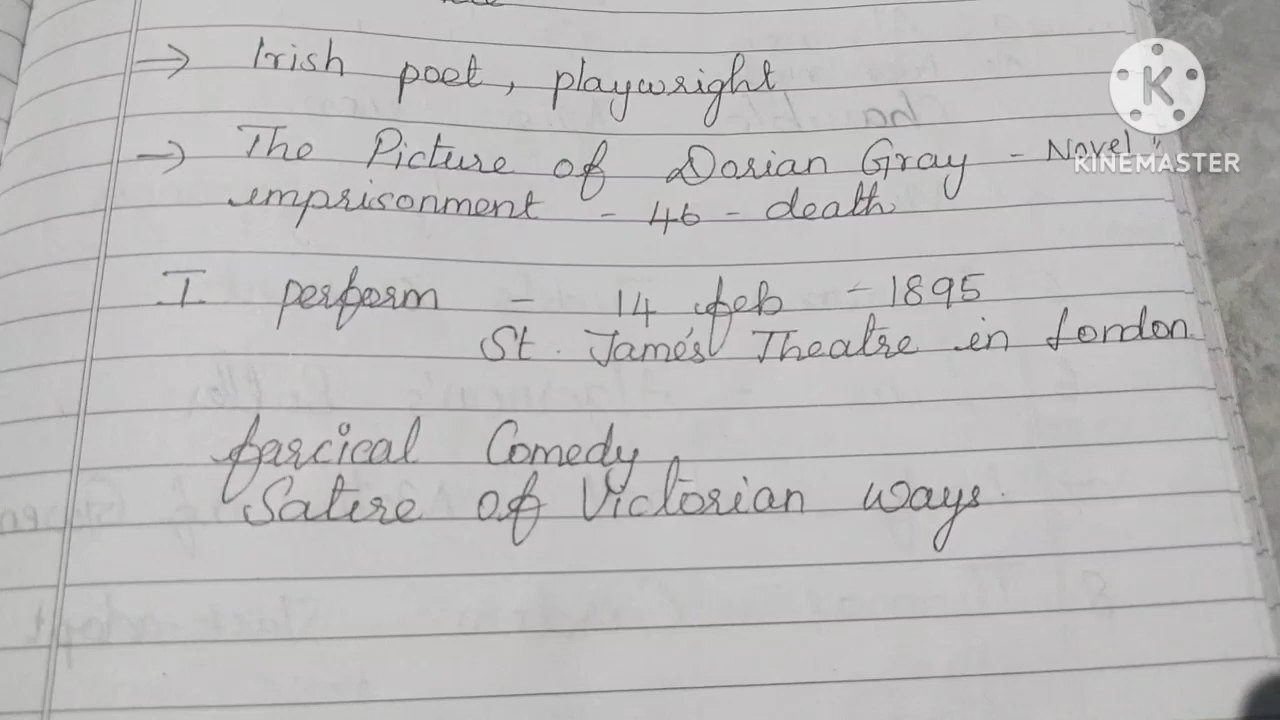 → Irish poet, playwright
→ The Picture of Dorian Gray - Novel
imprisonment - 46 - death
I perform - 14 feb - 1895
St. James's Theatre in London
farcical Comedy
Satire of Victorian ways.
K
KINEMASTER